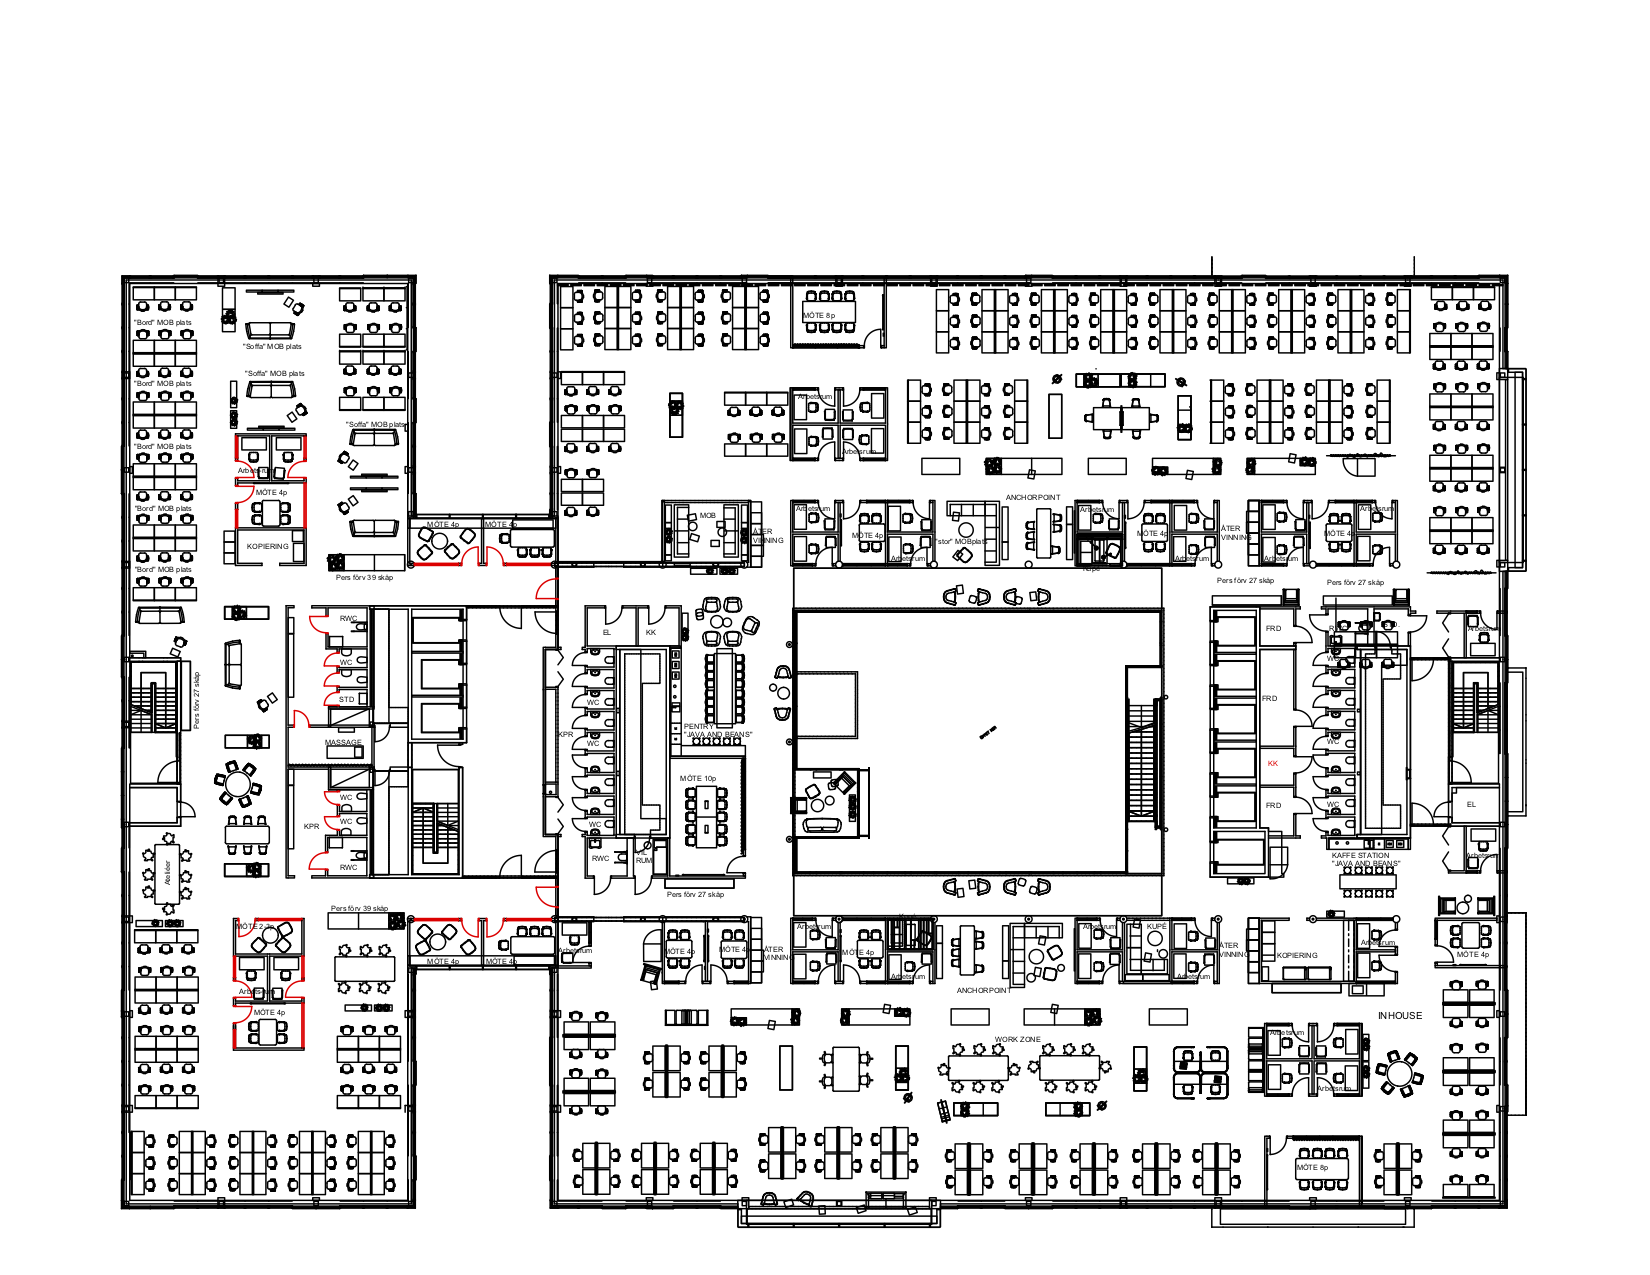 "Bord" MOB plats
"Soffa" MOB plats
"Soffa" MOB plats
"Bord" MOB plats
"Soffa" MOB plats
"Bord" MOB plats
Arbetsrum
MÖTE 4p
"Bord" MOB plats
KOPIERING
"Bord" MOB plats
Pers förv 39 skåp
MÖTE 4p
MÖTE 4p
MÖTE 8p
Arbetsrum
Arbetsrum
MOB
ÅTER
VINNING
Arbetsrum
MÖTE 4p
Arbetsrum
ANCHORPOINT
"stor" MOBplats
Arbetsrum
MÖTE 4p
Arbetsrum
ÅTER
VINNING
Arbetsrum
MÖTE 4p
Arbetsrum
Pers förv 27 skåp
Pers förv 27 skåp
RWC
WC
STD
MASSAGE
Pers förv 27 skåp
WC
WC
KPR
RWC
Atelier
EL
KK
WC
WC
WC
KPR
RWC
VIL
RUM
PENTRY
"JAVA AND BEANS"
MÖTE 10p
Pers förv 27 skåp
FRD
FRD
KK
FRD
WC
WC
WC
Arbetsrum
EL
Arbetsrum
KAFFE STATION
"JAVA AND BEANS"
Pers förv 39 skåp
MÖTE 2-3p
Arbetsrum
MÖTE 4p
MÖTE 4p
MÖTE 4p
Arbetsrum
MÖTE 4p
MÖTE 4p
ÅTER
VINNING
Arbetsrum
MÖTE 4p
Arbetsrum
ANCHORPOINT
Arbetsrum
KUPÉ
Arbetsrum
ÅTER
VINNING
KOPIERING
Arbetsrum
MÖTE 4p
INHOUSE
WORK ZONE
Arbetsrum
Arbetsrum
MÖTE 8p